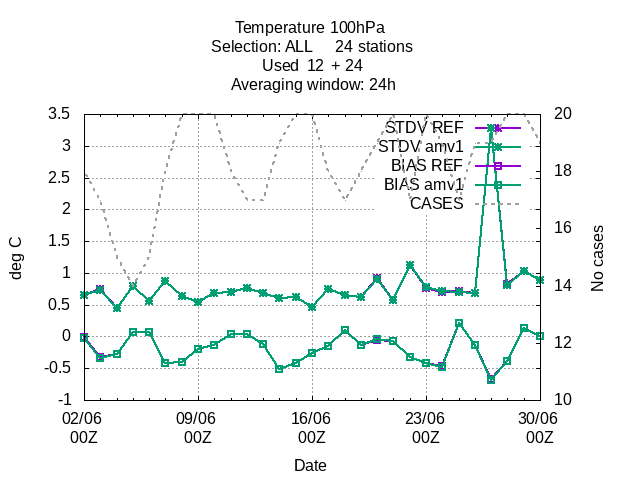 Temperature 100hPa
Selection: ALL 24 stations
Used 12 + 24
Averaging window: 24h
3.5
3
2.5
2
1.5
1
0.5
0
-0.5
-1
deg C
20
18
16
14
12
10
No cases
STDV REF
STDV amv1
BIAS REF
BIAS amv1
CASES
02/06 09/06 16/06 23/06 30/06
00Z 00Z 00Z 00Z 00Z
Date